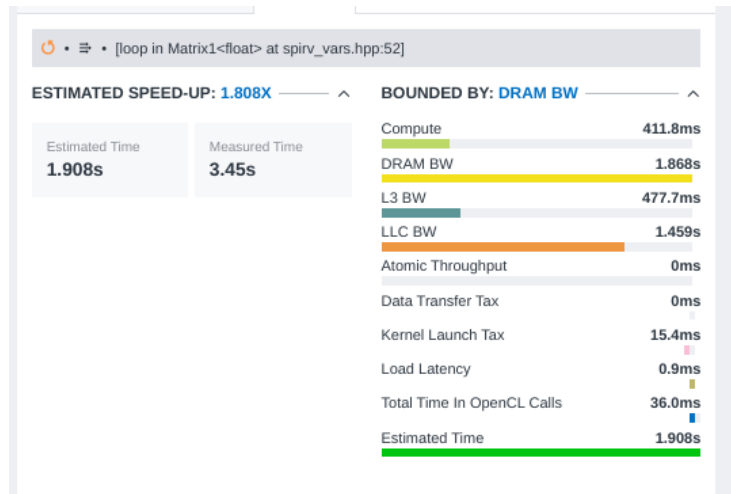 [loop in Matrix1<float> at spirv_vars.hpp:52]
ESTIMATED SPEED-UP: 1.808X
Estimated Time
1.908s
Measured Time
3.45s
BOUNDED BY: DRAM BW
Compute 411.8ms
DRAM BW 1.868s
L3 BW 477.7ms
LLC BW 1.459s
Atomic Throughput 0ms
Data Transfer Tax 0ms
Kernel Launch Tax 15.4ms
Load Latency 0.9ms
Total Time In OpenCL Calls 36.0ms
Estimated Time 1.908s